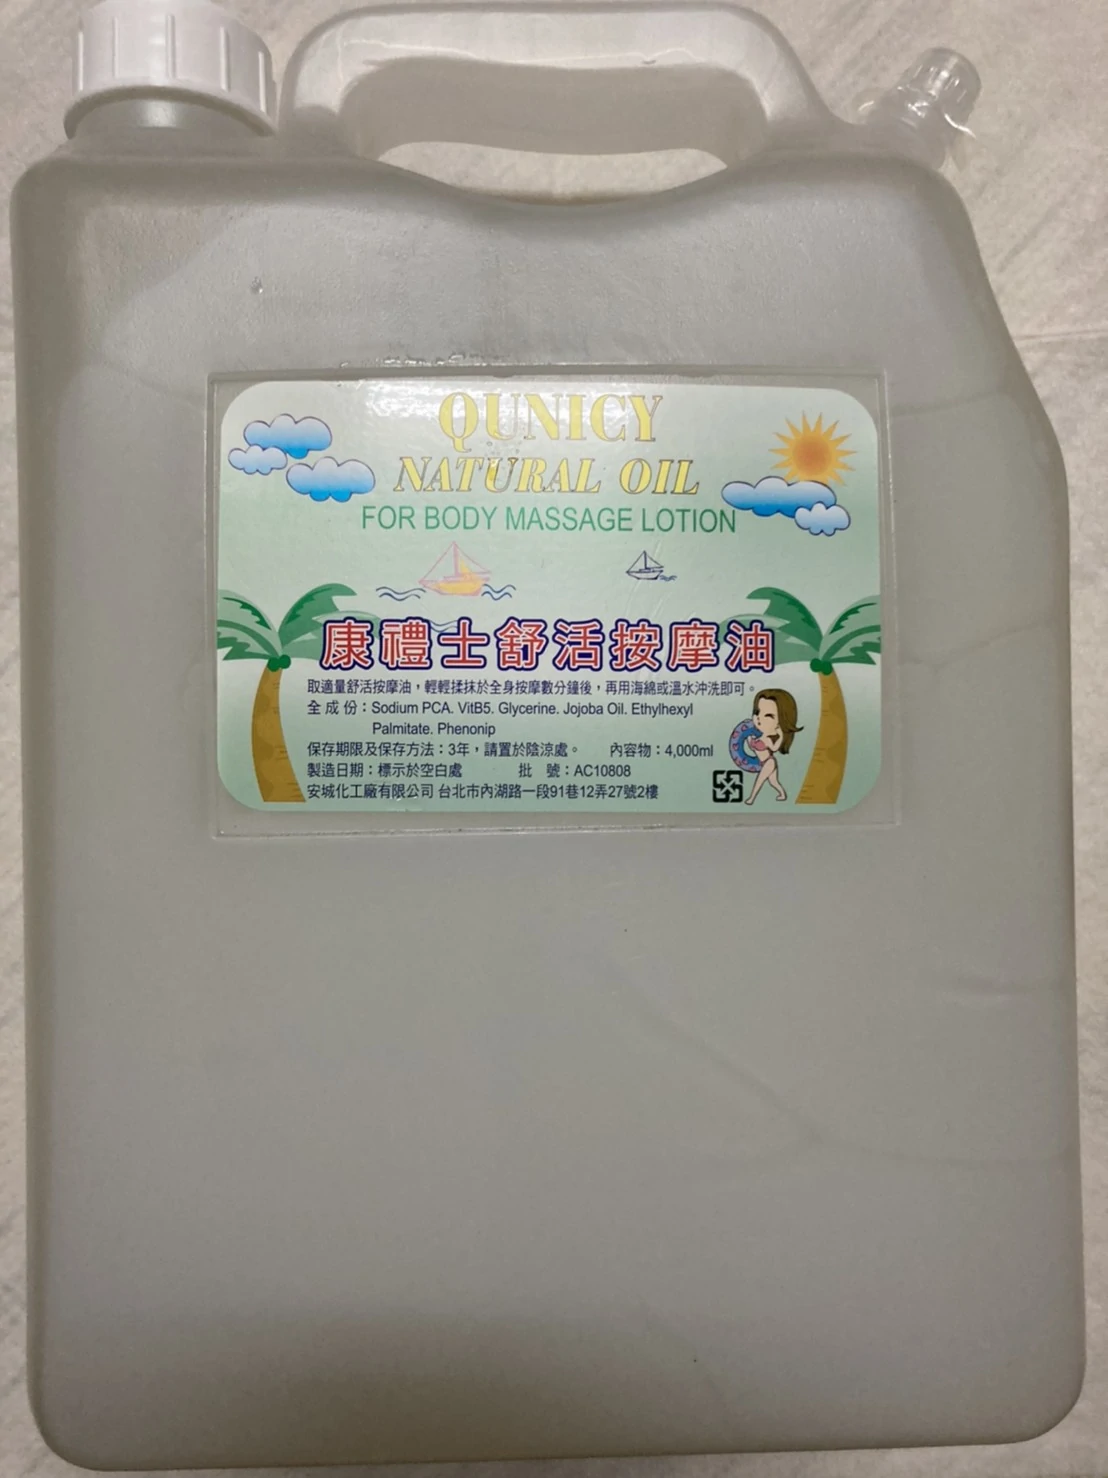 QUNICY
NATURAL OIL
FOR BODY MASSAGE LOTION
康禮士舒活按摩油
取適量舒活按摩油，輕輕揉抹於全身按摩數分鐘後，再用海綿或溫水沖洗即可。
全成份：Sodium PCA. VitB5. Glycerine. Jojoba Oil. Ethylhexyl
Palmitate. Phenonip
保存期限及保存方法：3年，請置於陰涼處。 內容物：4,000ml
製造日期：標示於空白處 批 號：AC10808
安城化工廠有限公司 台北市內湖路一段91巷12弄27號2樓